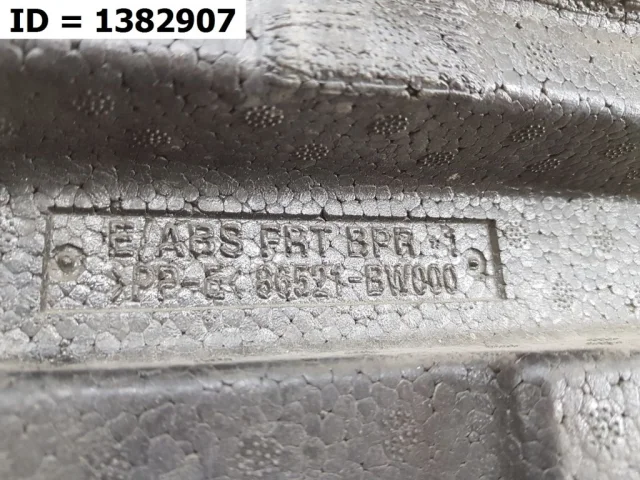 ID = 1382907
E/ABS FRT BPR. *1
>PP-E< 86521-BW000